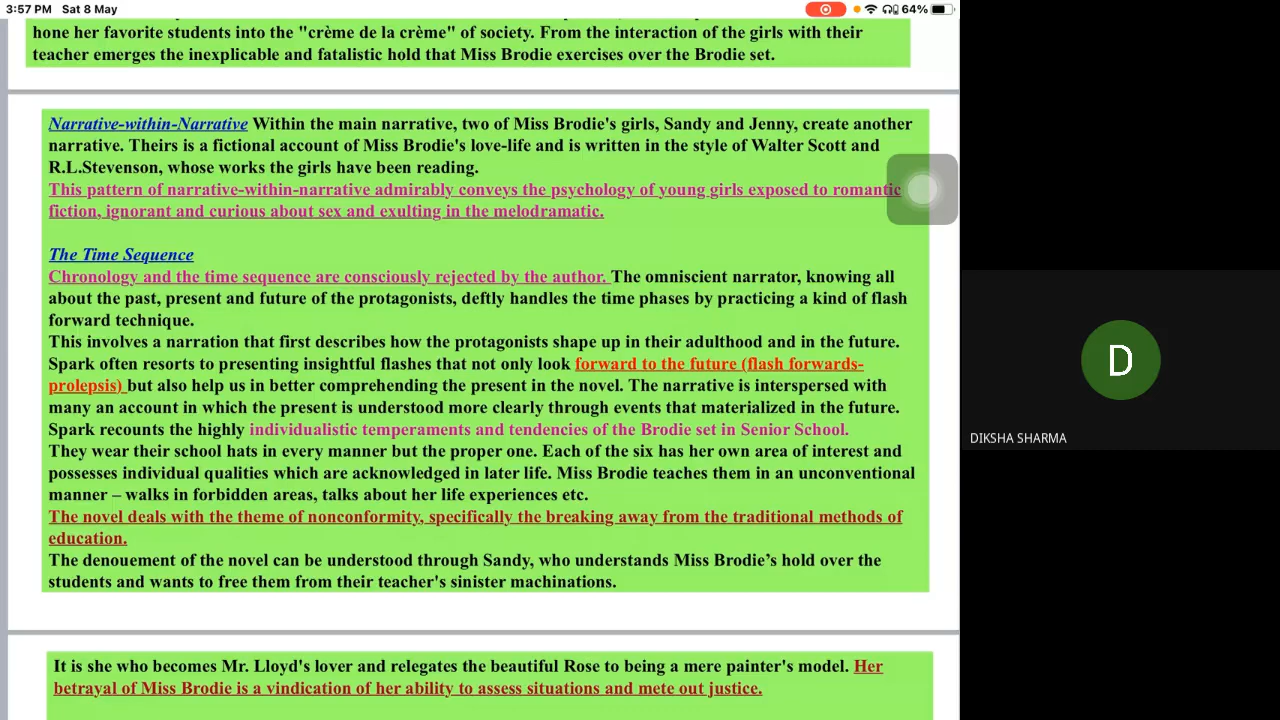 3:57 PM Sat 8 May
64%
hone her favorite students into the "crème de la crème" of society. From the interaction of the girls with their
teacher emerges the inexplicable and fatalistic hold that Miss Brodie exercises over the Brodie set.
Narrative-within-Narrative Within the main narrative, two of Miss Brodie's girls, Sandy and Jenny, create another
narrative. Theirs is a fictional account of Miss Brodie's love-life and is written in the style of Walter Scott and
R.L.Stevenson, whose works the girls have been reading.
This pattern of narrative-within-narrative admirably conveys the psychology of young girls exposed to romantic
fiction, ignorant and curious about sex and exulting in the melodramatic.
The Time Sequence
Chronology and the time sequence are consciously rejected by the author. The omniscient narrator, knowing all
about the past, present and future of the protagonists, deftly handles the time phases by practicing a kind of flash
forward technique.
This involves a narration that first describes how the protagonists shape up in their adulthood and in the future.
Spark often resorts to presenting insightful flashes that not only look forward to the future (flash forwards-
prolepsis) but also help us in better comprehending the present in the novel. The narrative is interspersed with
many an account in which the present is understood more clearly through events that materialized in the future.
Spark recounts the highly individualistic temperaments and tendencies of the Brodie set in Senior School.
They wear their school hats in every manner but the proper one. Each of the six has her own area of interest and
possesses individual qualities which are acknowledged in later life. Miss Brodie teaches them in an unconventional
manner – walks in forbidden areas, talks about her life experiences etc.
The novel deals with the theme of nonconformity, specifically the breaking away from the traditional methods of
education.
The denouement of the novel can be understood through Sandy, who understands Miss Brodie’s hold over the
students and wants to free them from their teacher's sinister machinations.
It is she who becomes Mr. Lloyd's lover and relegates the beautiful Rose to being a mere painter's model. Her
betrayal of Miss Brodie is a vindication of her ability to assess situations and mete out justice.
D
DIKSHA SHARMA